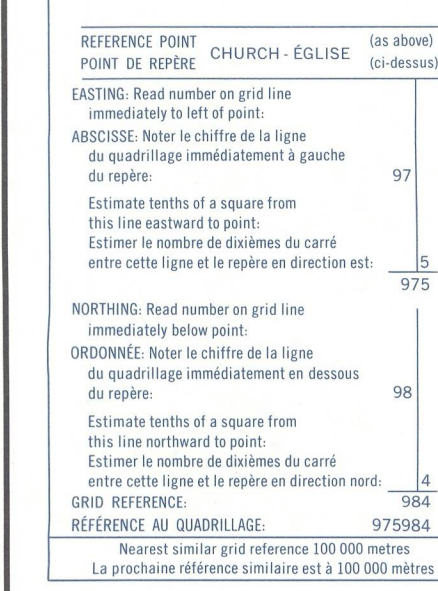 REFERENCE POINT CHURCH - ÉGLISE (as above)
POINT DE REPÈRE (ci-dessus)
EASTING: Read number on grid line
immediately to left of point:
ABSCISSE: Noter le chiffre de la ligne
du quadrillage immédiatement à gauche
du repère: 97
Estimate tenths of a square from
this line eastward to point:
Estimer le nombre de dixièmes du carré
entre cette ligne et le repère en direction est: 5
975
NORTHING: Read number on grid line
immediately below point:
ORDONNÉE: Noter le chiffre de la ligne
du quadrillage immédiatement en dessous
du repère: 98
Estimate tenths of a square from
this line northward to point:
Estimer le nombre de dixièmes du carré
entre cette ligne et le repère en direction nord: 4
GRID REFERENCE: 984
RÉFÉRENCE AU QUADRILLAGE: 975984
Nearest similar grid reference 100 000 metres
La prochaine référence similaire est à 100 000 mètres